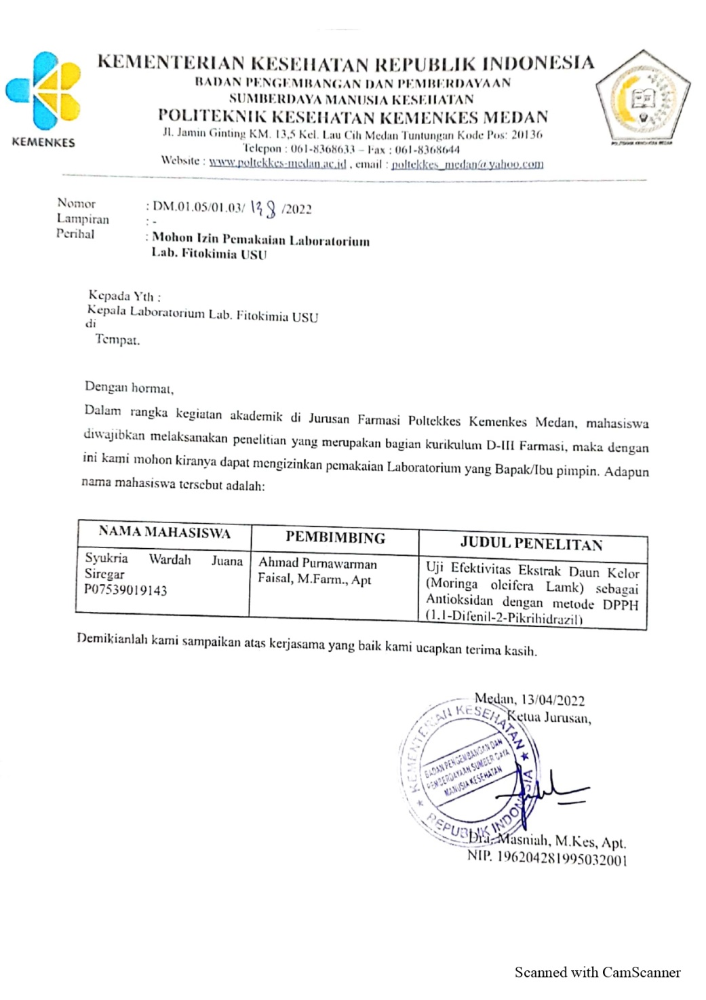 KEMENTERIAN KESEHATAN REPUBLIK INDONESIA
BADAN PENGEMBANGAN DAN PEMBERDAYAAN
SUMBERDAYA MANUSIA KESEHATAN
POLITEKNIK KESEHATAN KEMENKES MEDAN
Jl. Jamin Ginting KM. 13,5 Kel. Lau Cih Medan Tuntungan Kode Pos: 20136
Telepon : 061-8368633 – Fax : 061-8368644
Website : www.poltekkes-medan.ac.id , email : poltekkes_medan@yahoo.com
KEMENKES
POLITEKNIK KEMENKES MEDAN
Nomor : DM.01.05/01.03/ 138 /2022
Lampiran : -
Perihal : Mohon Izin Pemakaian Laboratorium
Lab. Fitokimia USU
Kepada Yth :
Kepala Laboratorium Lab. Fitokimia USU
di
Tempat.
Dengan hormat,
Dalam rangka kegiatan akademik di Jurusan Farmasi Poltekkes Kemenkes Medan, mahasiswa
diwajibkan melaksanakan penelitian yang merupakan bagian kurikulum D-III Farmasi, maka dengan
ini kami mohon kiranya dapat mengizinkan pemakaian Laboratorium yang Bapak/Ibu pimpin. Adapun
nama mahasiswa tersebut adalah:
NAMA MAHASISWA PEMBIMBING JUDUL PENELITAN
Syukria Wardah Juana Ahmad Purnawarman Uji Efektivitas Ekstrak Daun Kelor
Siregar Faisal, M.Farm., Apt (Moringa oleifera Lamk) sebagai
P07539019143 Antioksidan dengan metode DPPH
(1.1-Difenil-2-Pikrihidrazil)
Demikianlah kami sampaikan atas kerjasama yang baik kami ucapkan terima kasih.
Medan, 13/04/2022
Ketua Jurusan,
KEMENTERIAN KESEHATAN
BADAN PENGEMBANGAN DAN
PEMBERDAYAAN SUMBER DAYA
MANUSIA KESEHATAN
REPUBLIK INDONESIA
Dra. Masniah, M.Kes, Apt.
NIP. 196204281995032001
Scanned with CamScanner